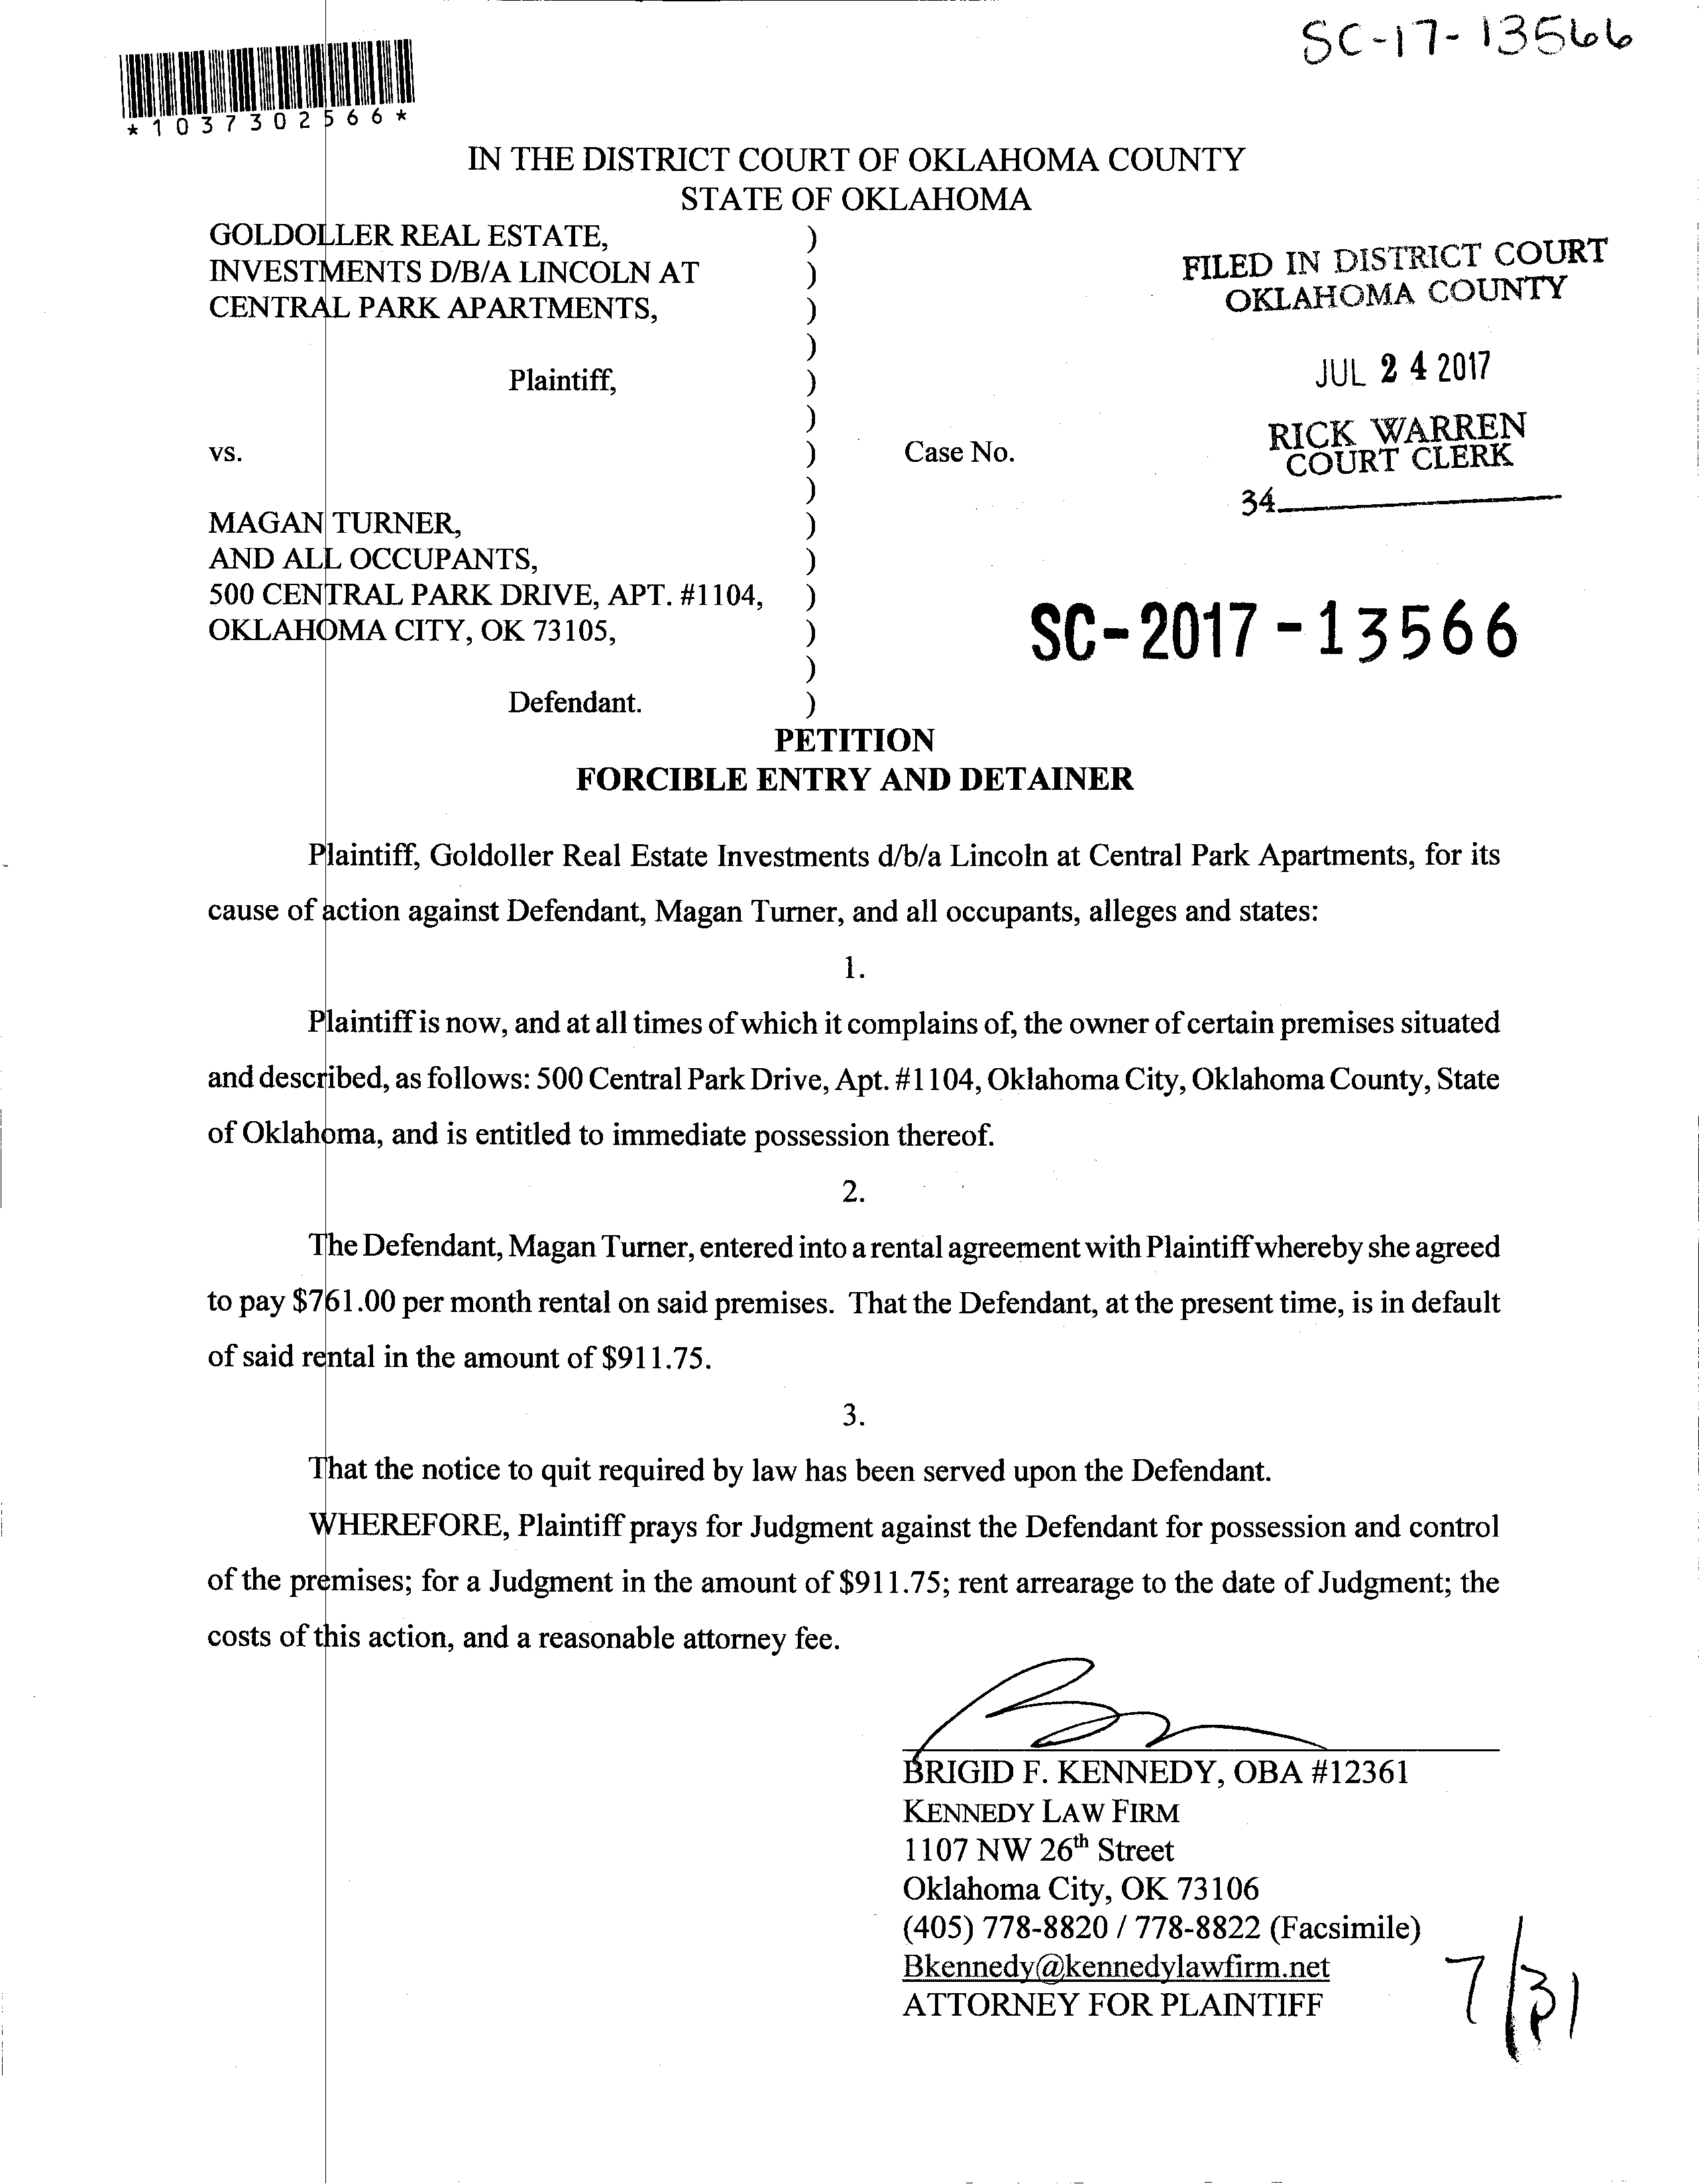 SC-17-13566
*1037302566*
IN THE DISTRICT COURT OF OKLAHOMA COUNTY
STATE OF OKLAHOMA
GOLDOLLER REAL ESTATE, )
INVESTMENTS D/B/A LINCOLN AT )
CENTRAL PARK APARTMENTS, )
)
Plaintiff, )
)
vs. ) Case No.
)
MAGAN TURNER, )
AND ALL OCCUPANTS, )
500 CENTRAL PARK DRIVE, APT. #1104, )
OKLAHOMA CITY, OK 73105, )
)
Defendant. )
FILED IN DISTRICT COURT
OKLAHOMA COUNTY
JUL 24 2017
RICK WARREN
COURT CLERK
34
SC-2017-13566
PETITION
FORCIBLE ENTRY AND DETAINER
Plaintiff, Goldoller Real Estate Investments d/b/a Lincoln at Central Park Apartments, for its
cause of action against Defendant, Magan Turner, and all occupants, alleges and states:
1.
Plaintiff is now, and at all times of which it complains of, the owner of certain premises situated
and described, as follows: 500 Central Park Drive, Apt. #1104, Oklahoma City, Oklahoma County, State
of Oklahoma, and is entitled to immediate possession thereof.
2.
The Defendant, Magan Turner, entered into a rental agreement with Plaintiff whereby she agreed
to pay $761.00 per month rental on said premises. That the Defendant, at the present time, is in default
of said rental in the amount of $911.75.
3.
That the notice to quit required by law has been served upon the Defendant.
WHEREFORE, Plaintiff prays for Judgment against the Defendant for possession and control
of the premises; for a Judgment in the amount of $911.75; rent arrearage to the date of Judgment; the
costs of this action, and a reasonable attorney fee.
BRIGID F. KENNEDY, OBA #12361
KENNEDY LAW FIRM
1107 NW 26th Street
Oklahoma City, OK 73106
(405) 778-8820 / 778-8822 (Facsimile)
Bkennedy@kennedylawfirm.net
ATTORNEY FOR PLAINTIFF
7/31